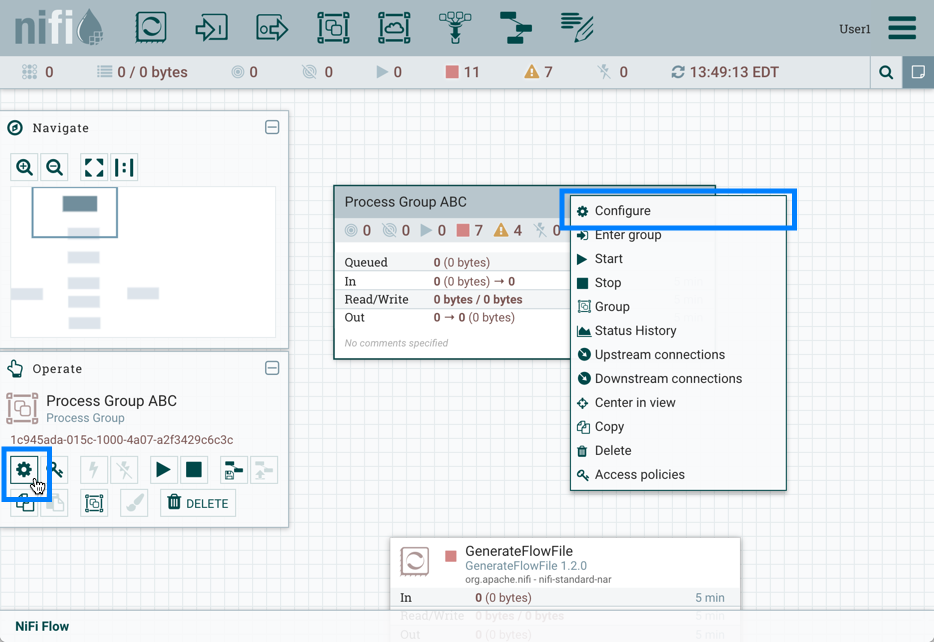 nifi
User1
0
0 / 0 bytes
0
0
0
11
7
0
13:49:13 EDT
Navigate
Operate
Process Group ABC
Process Group
1c945ada-015c-1000-4a07-a2f3429c6c3c
DELETE
Process Group ABC
0 0 0 7 4 0
Queued 0 (0 bytes)
In 0 (0 bytes) → 0
Read/Write 0 bytes / 0 bytes
Out 0 → 0 (0 bytes)
No comments specified
Configure
Enter group
Start
Stop
Group
Status History
Upstream connections
Downstream connections
Center in view
Copy
Delete
Access policies
GenerateFlowFile
GenerateFlowFile 1.2.0
org.apache.nifi - nifi-standard-nar
In 0 (0 bytes) 5 min
Read/Write 0 bytes / 0 bytes 5 min
Out 0 (0 bytes) 5 min
NiFi Flow